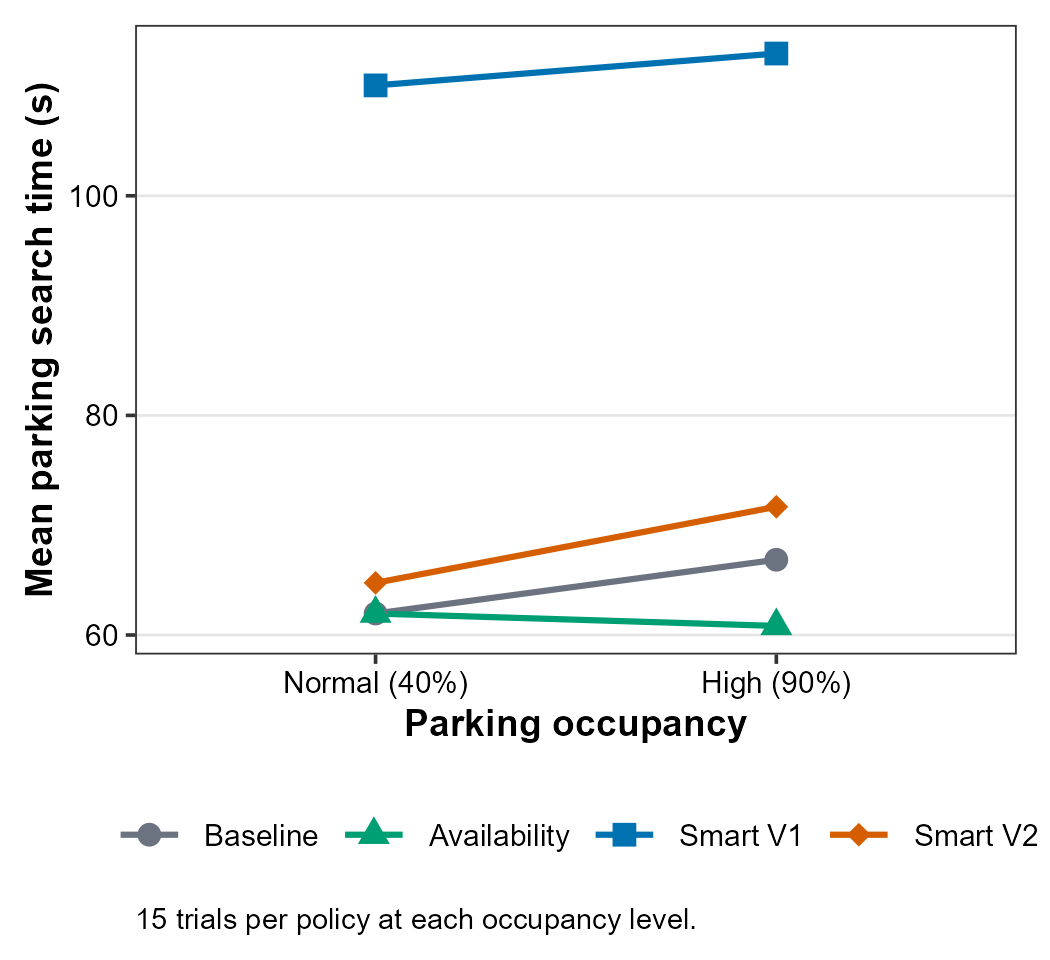 Mean parking search time (s)
100
80
60
Normal (40%) High (90%)
Parking occupancy
Baseline Availability Smart V1 Smart V2
15 trials per policy at each occupancy level.